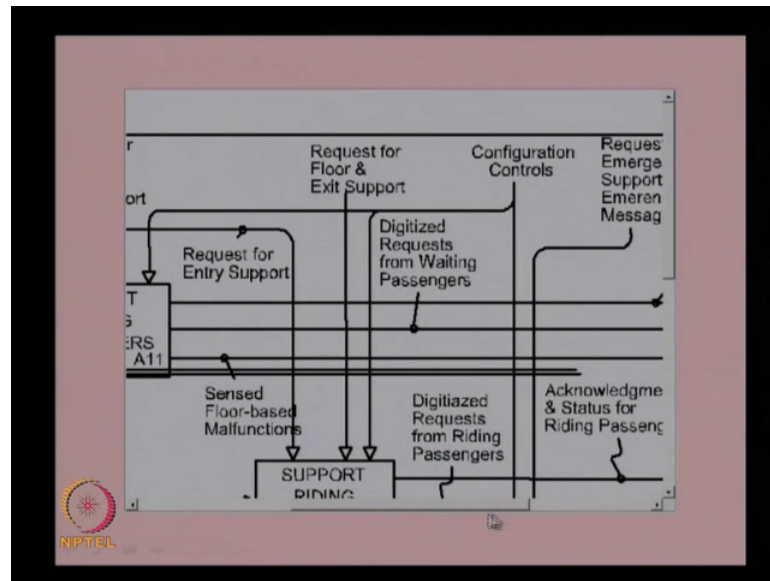 r
ort
Request for
Floor &
Exit Support
Configuration
Controls
Reques
Emerge
Support
Emeren
Messag
Request for
Entry Support
Digitized
Requests
from Waiting
Passengers
T
G
ERS
A11
Sensed
Floor-based
Malfunctions
Digitiazed
Requests
from Riding
Passengers
Acknowledgme
& Status for
Riding Passeng
SUPPORT
RIDING
NPTEL